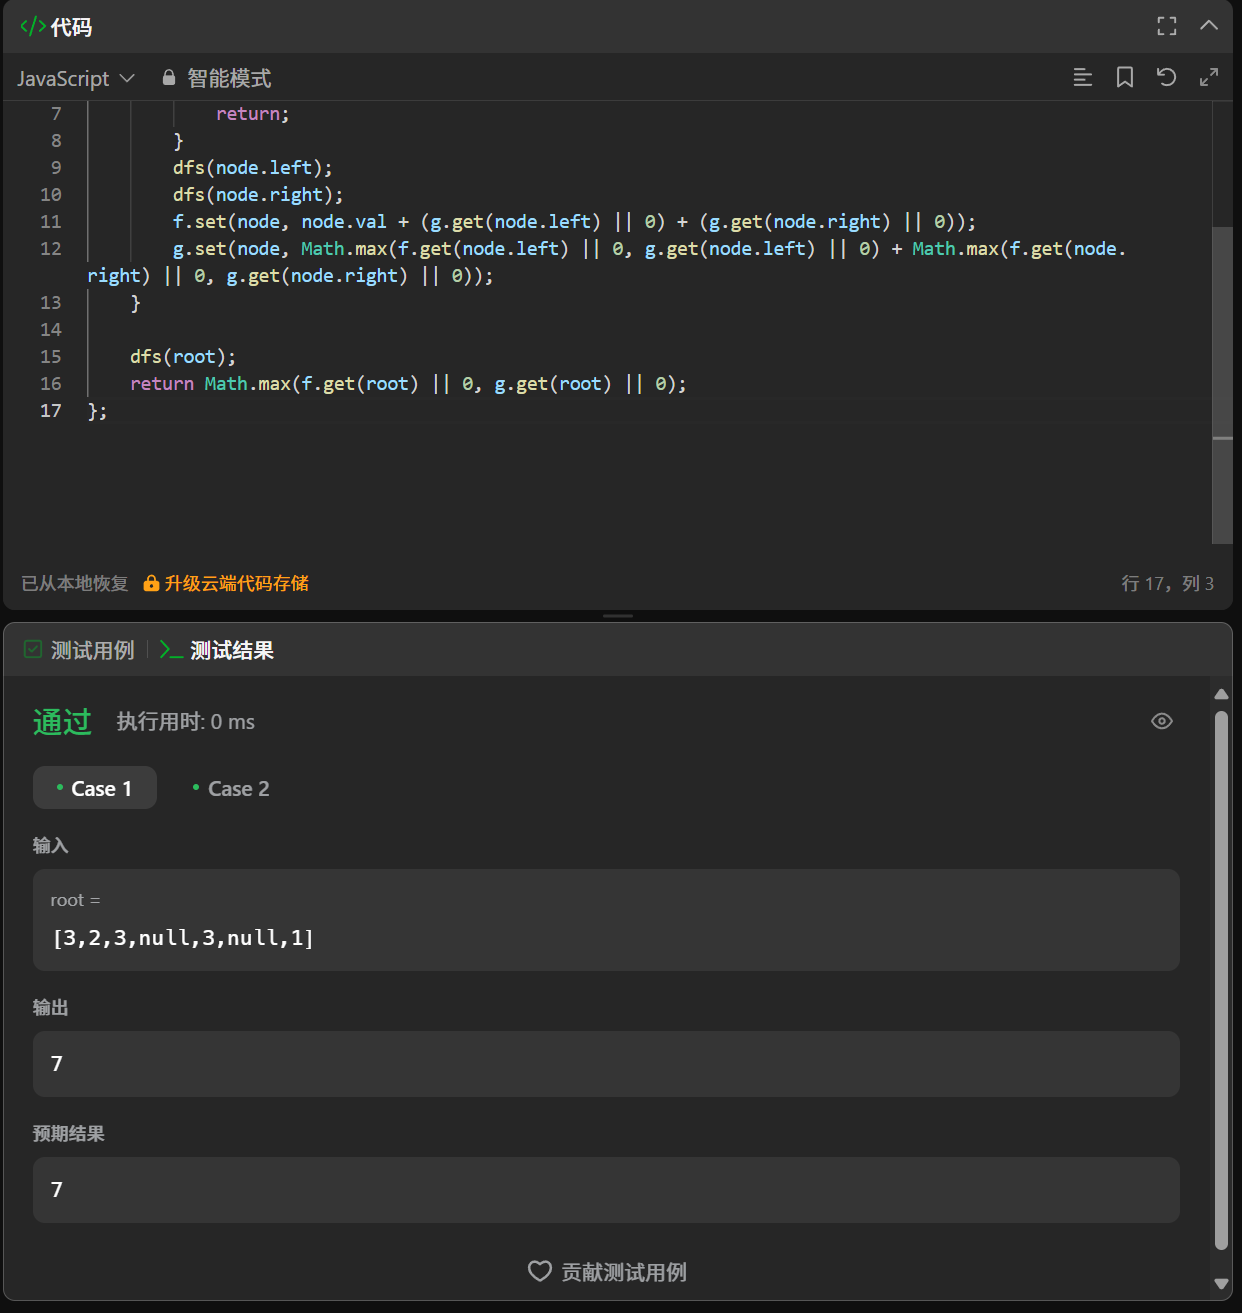 </> 代码
JavaScript 智能模式
7 return;
8 }
9 dfs(node.left);
10 dfs(node.right);
11 f.set(node, node.val + (g.get(node.left) || 0) + (g.get(node.right) || 0));
12 g.set(node, Math.max(f.get(node.left) || 0, g.get(node.left) || 0) + Math.max(f.get(node.
right) || 0, g.get(node.right) || 0));
13 }
14
15 dfs(root);
16 return Math.max(f.get(root) || 0, g.get(root) || 0);
17 };
已从本地恢复 升级云端代码存储 行 17，列 3
测试用例 测试结果
通过 执行用时: 0 ms
Case 1 Case 2
输入
root =
[3,2,3,null,3,null,1]
输出
7
预期结果
7
贡献测试用例